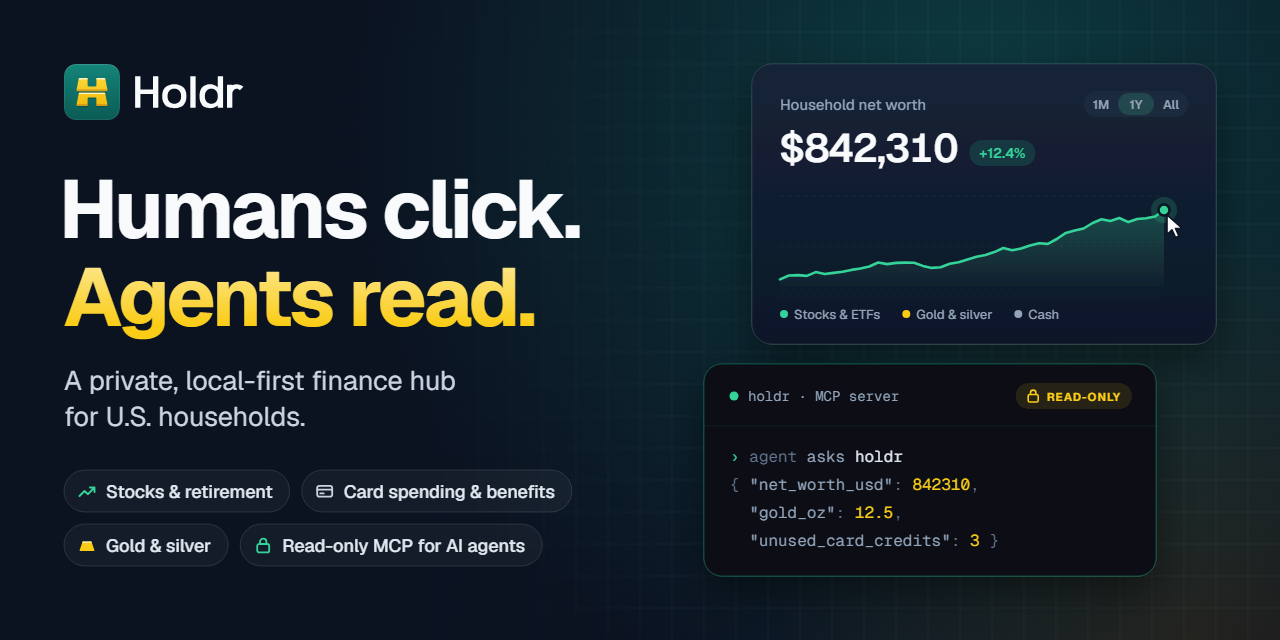 Holdr
Humans click.
Agents read.
A private, local-first finance hub
for U.S. households.
Stocks & retirement
Card spending & benefits
Gold & silver
Read-only MCP for AI agents
Household net worth
1M 1Y All
$842,310 +12.4%
Stocks & ETFs Gold & silver Cash
holdr · MCP server READ-ONLY
› agent asks holdr
{ "net_worth_usd": 842310,
"gold_oz": 12.5,
"unused_card_credits": 3 }